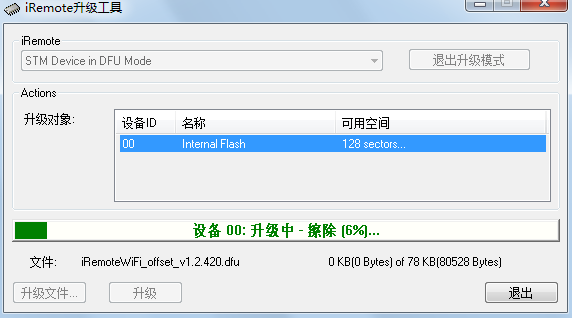 iRemote升级工具
iRemote
STM Device in DFU Mode
退出升级模式
Actions
升级对象:
设备ID 名称 可用空间
00 Internal Flash 128 sectors...
设备 00: 升级中 - 擦除 (6%)...
文件: iRemoteWiFi_offset_v1.2.420.dfu 0 KB(0 Bytes) of 78 KB(80528 Bytes)
升级文件... 升级 退出